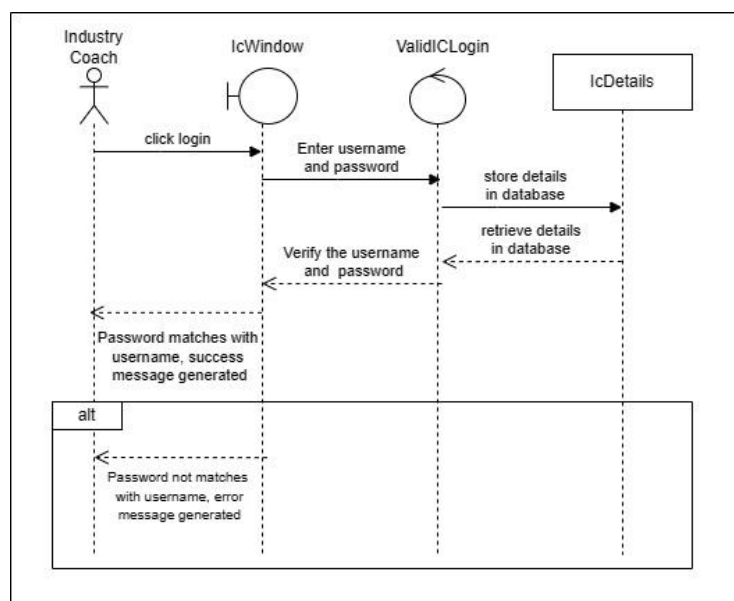 Industry
Coach
IcWindow
ValidICLogin
IcDetails
click login
Enter username
and password
store details
in database
retrieve details
in database
Verify the username
and password
Password matches with
username, success
message generated
alt
Password not matches
with username, error
message generated